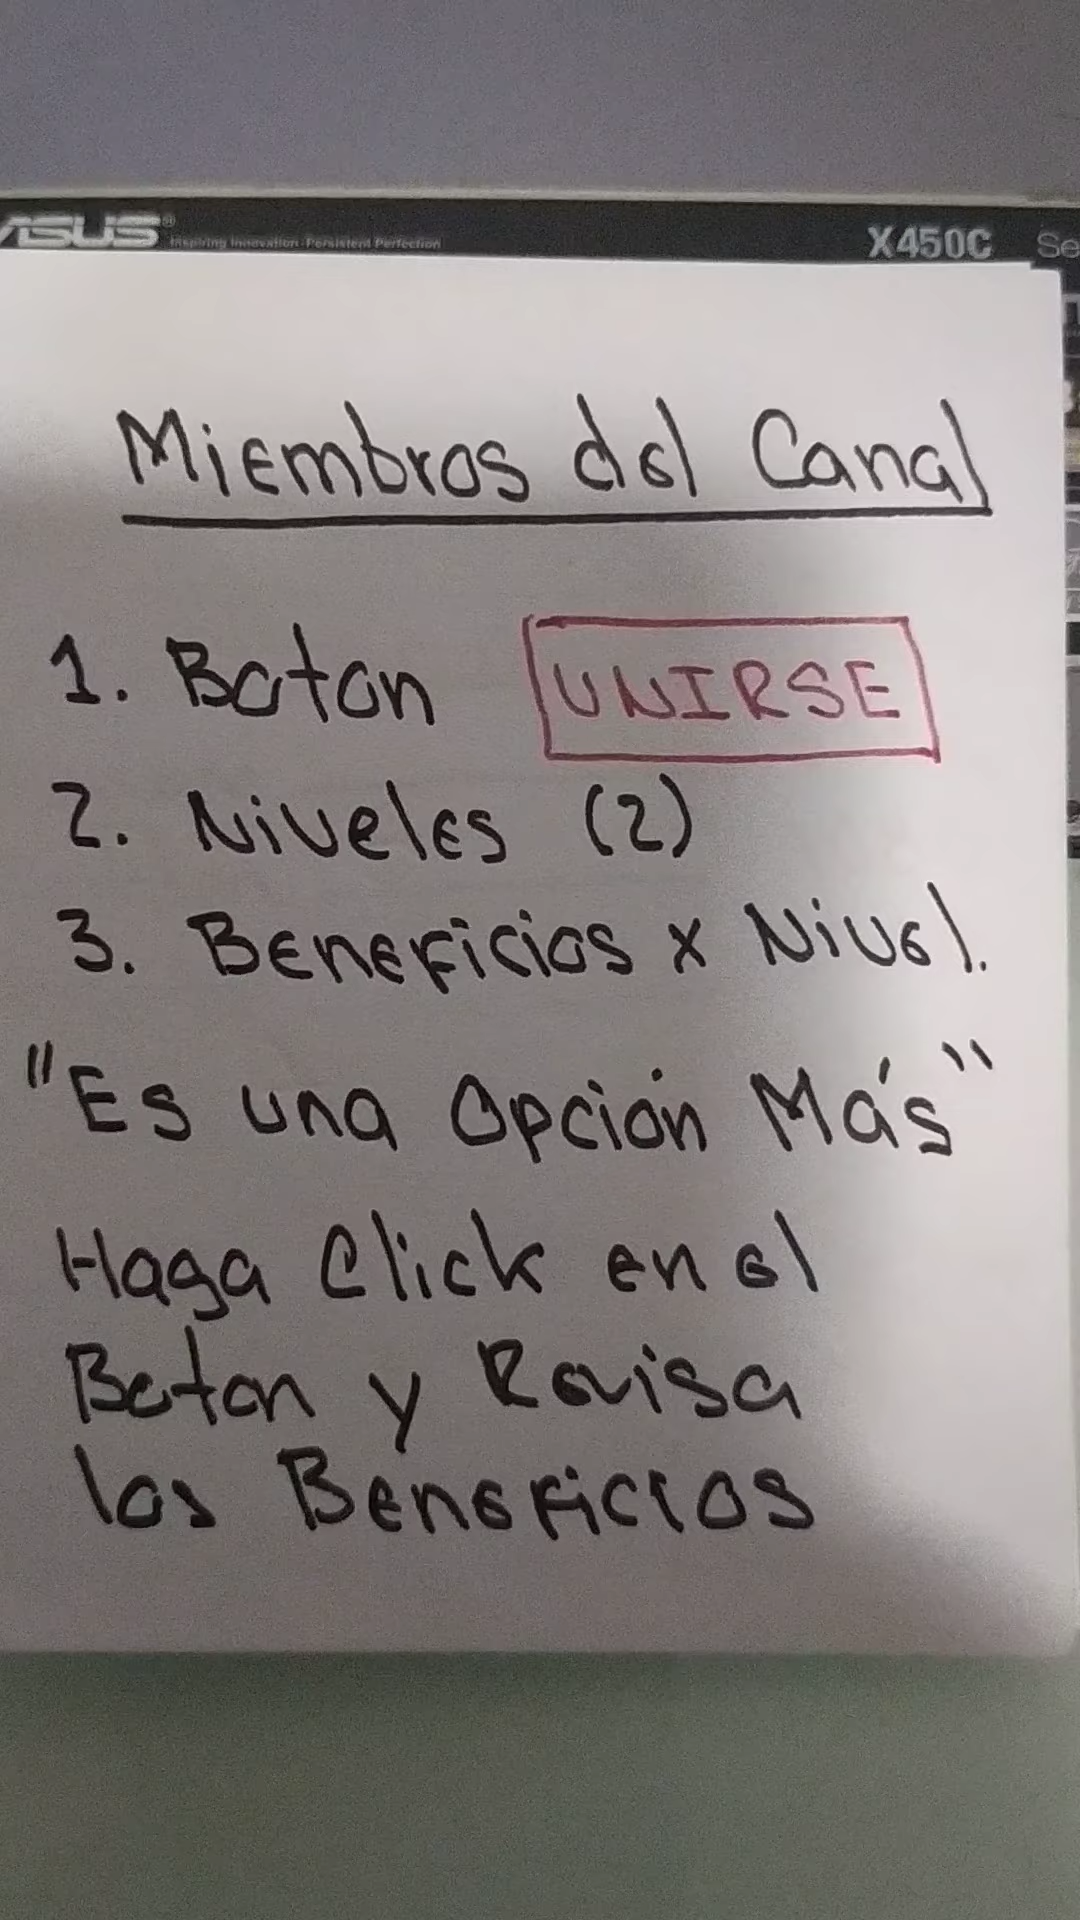 ASUS® Inspiring Innovation · Persistent Perfection X450C Se
Miembros del Canal
1. Boton UNIRSE
2. Niveles (2)
3. Beneficios x Nivel.
"Es una Opción Más"
Haga Click en el
Boton y Revisa
los Beneficios